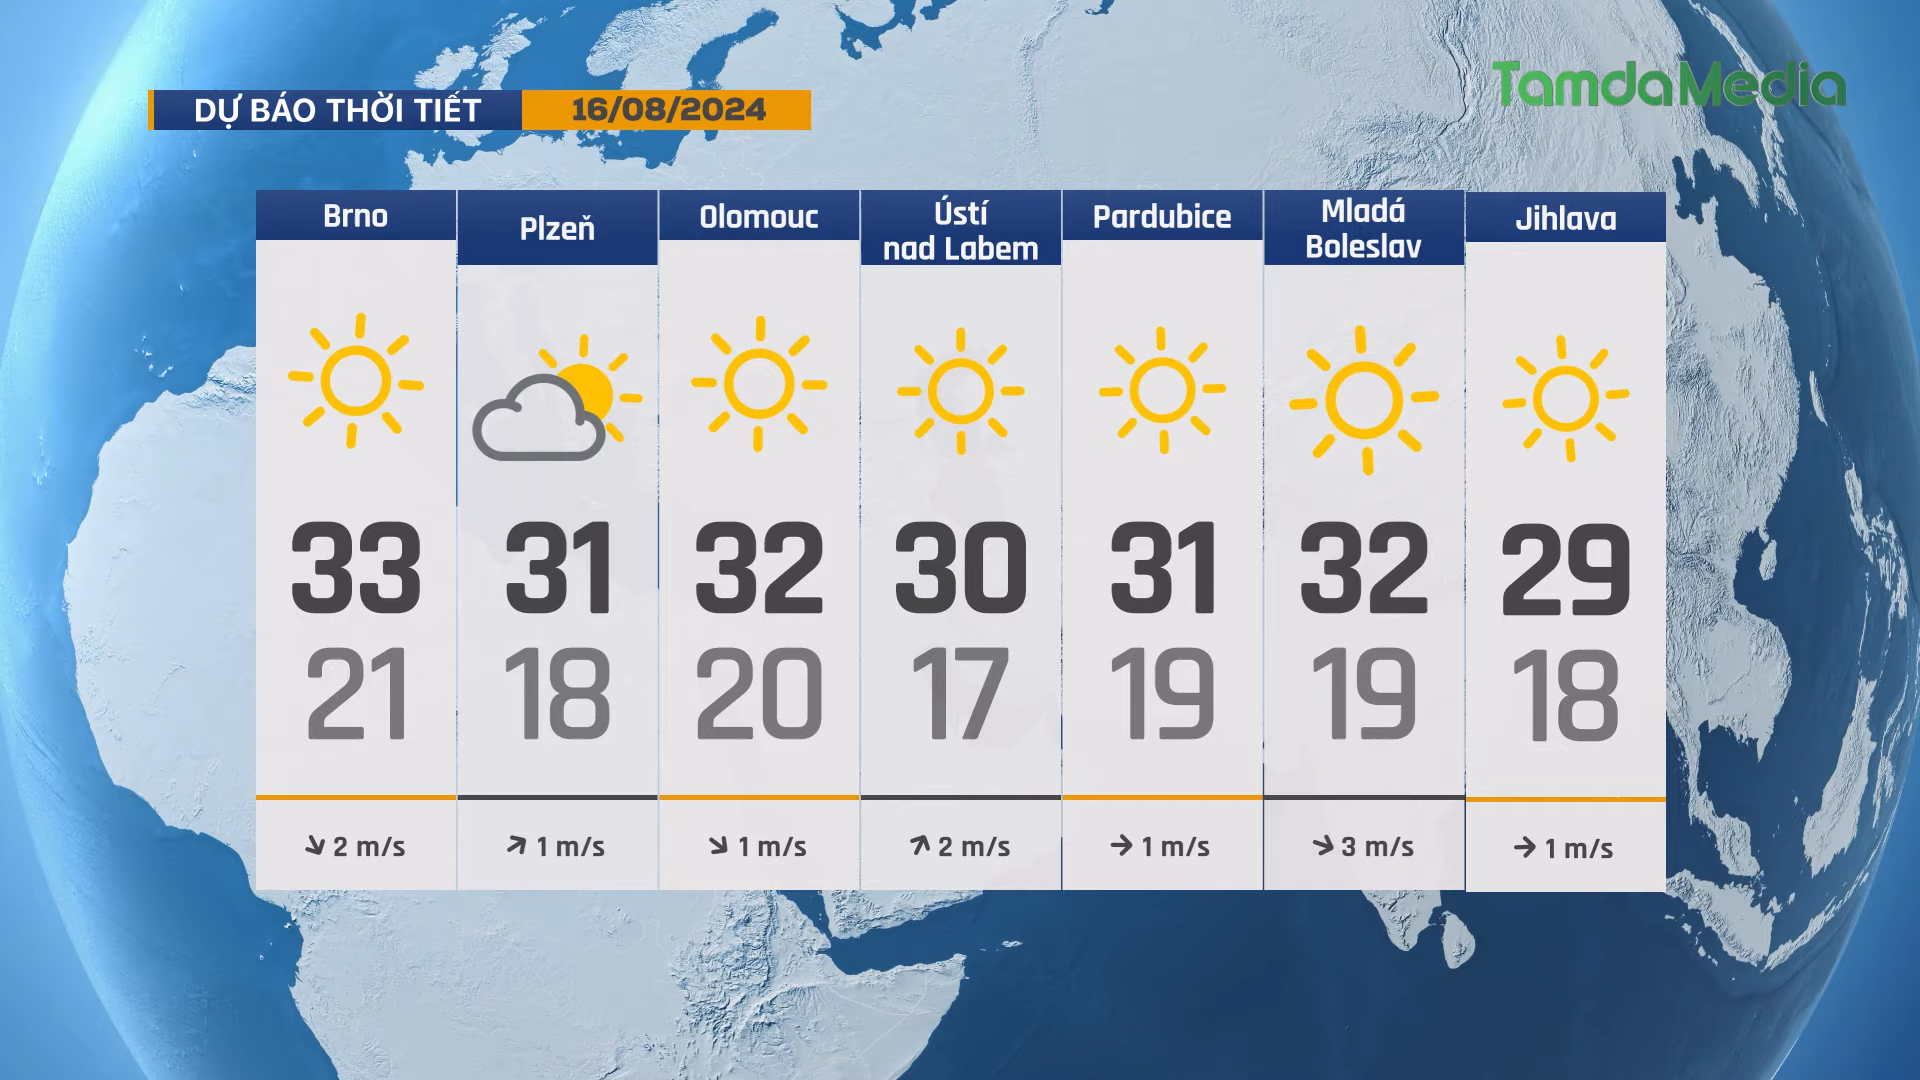 TamdaMedia
DỰ BÁO THỜI TIẾT 16/08/2024
Brno
33
21
2 m/s
Plzeň
31
18
1 m/s
Olomouc
32
20
1 m/s
Ústí
nad Labem
30
17
2 m/s
Pardubice
31
19
1 m/s
Mladá
Boleslav
32
19
3 m/s
Jihlava
29
18
1 m/s